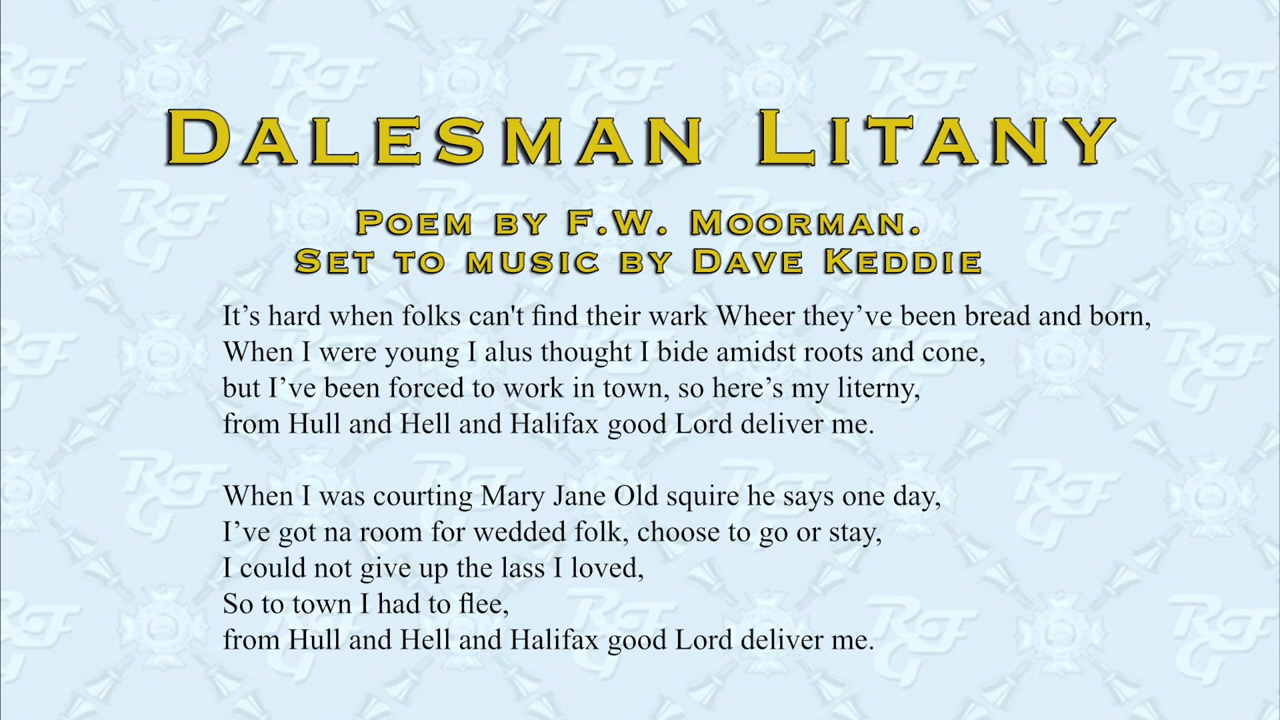 DALESMAN LITANY
POEM BY F.W. MOORMAN.
SET TO MUSIC BY DAVE KEDDIE
It’s hard when folks can't find their wark Wheer they’ve been bread and born,
When I were young I alus thought I bide amidst roots and cone,
but I’ve been forced to work in town, so here’s my literny,
from Hull and Hell and Halifax good Lord deliver me.
When I was courting Mary Jane Old squire he says one day,
I’ve got na room for wedded folk, choose to go or stay,
I could not give up the lass I loved,
So to town I had to flee,
from Hull and Hell and Halifax good Lord deliver me.